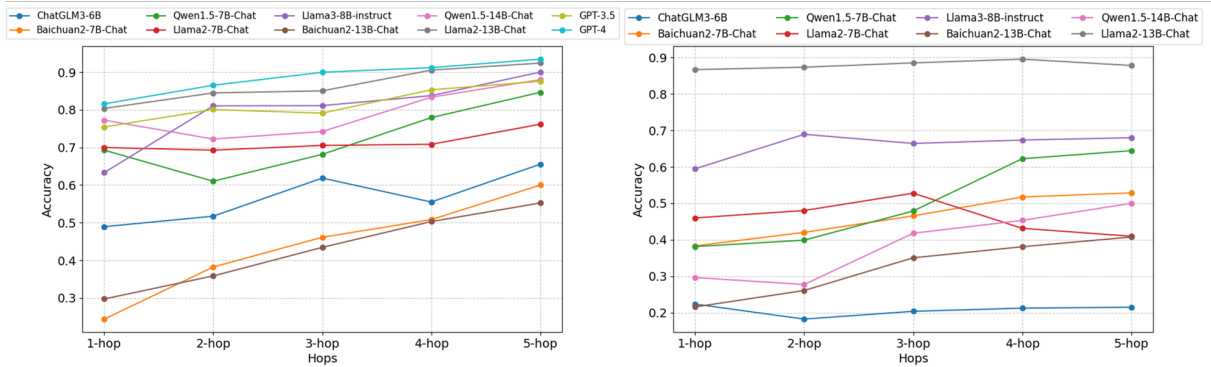 ChatGLM3-6B Qwen1.5-7B-Chat Llama3-8B-instruct Qwen1.5-14B-Chat GPT-3.5
Baichuan2-7B-Chat Llama2-7B-Chat Baichuan2-13B-Chat Llama2-13B-Chat GPT-4
Accuracy
0.9
0.8
0.7
0.6
0.5
0.4
0.3
1-hop 2-hop 3-hop 4-hop 5-hop
Hops
ChatGLM3-6B Qwen1.5-7B-Chat Llama3-8B-instruct Qwen1.5-14B-Chat
Baichuan2-7B-Chat Llama2-7B-Chat Baichuan2-13B-Chat Llama2-13B-Chat
Accuracy
0.9
0.8
0.7
0.6
0.5
0.4
0.3
0.2
1-hop 2-hop 3-hop 4-hop 5-hop
Hops